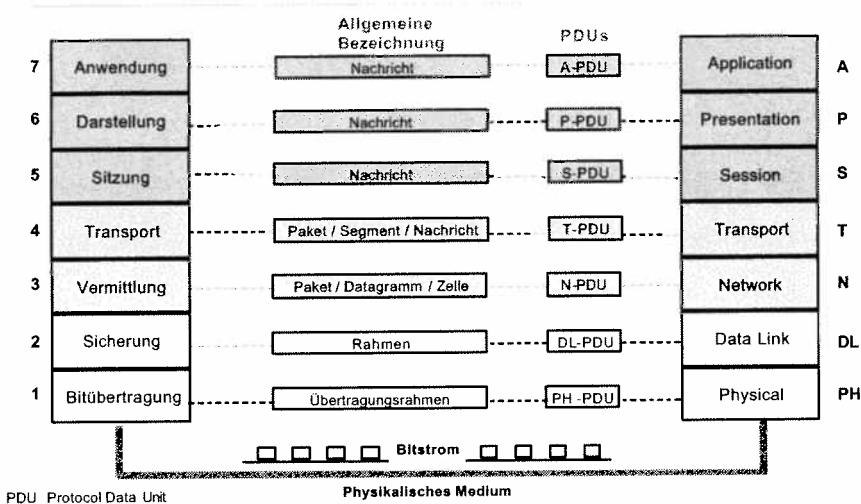 Allgemeine
Bezeichnung
PDUs
7 Anwendung Nachricht A-PDU Application A
6 Darstellung Nachricht P-PDU Presentation P
5 Sitzung Nachricht S-PDU Session S
4 Transport Paket / Segment / Nachricht T-PDU Transport T
3 Vermittlung Paket / Datagramm / Zelle N-PDU Network N
2 Sicherung Rahmen DL-PDU Data Link DL
1 Bitübertragung Übertragungsrahmen PH -PDU Physical PH
Bitstrom
Physikalisches Medium
PDU Protocol Data Unit